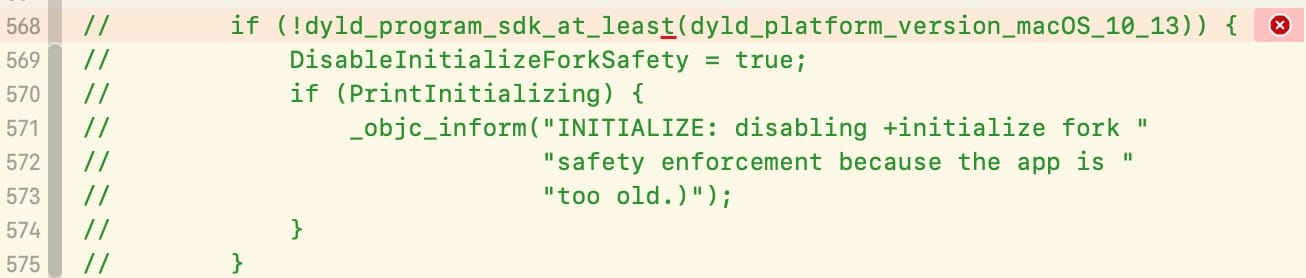 568 //        if (!dyld_program_sdk_at_least(dyld_platform_version_macOS_10_13)) {
569 //            DisableInitializeForkSafety = true;
570 //            if (PrintInitializing) {
571 //                _objc_inform("INITIALIZE: disabling +initialize fork "
572 //                             "safety enforcement because the app is "
573 //                             "too old.)");
574 //            }
575 //        }